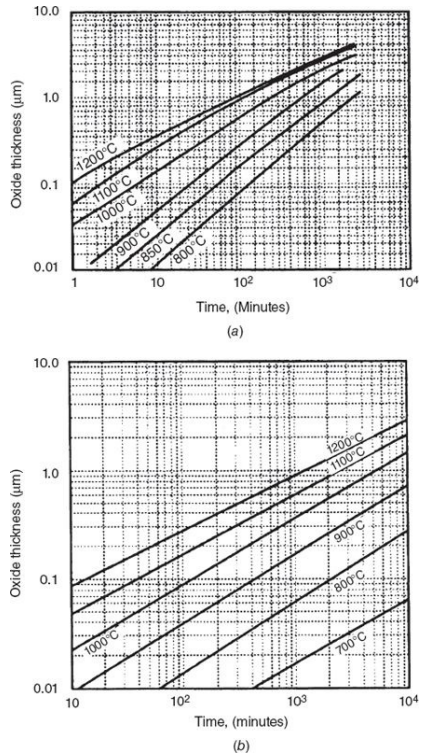 10.0
Oxide thickness (µm)
1.0
0.1
0.01
1200°C
1100°C
1000°C
900°C
850°C
800°C
1
10
10²
10³
10⁴
Time, (Minutes)
(a)
10.0
Oxide thickness (µm)
1.0
0.1
0.01
1200°C
1100°C
1000°C
900°C
800°C
700°C
10
10²
10³
10⁴
Time, (minutes)
(b)